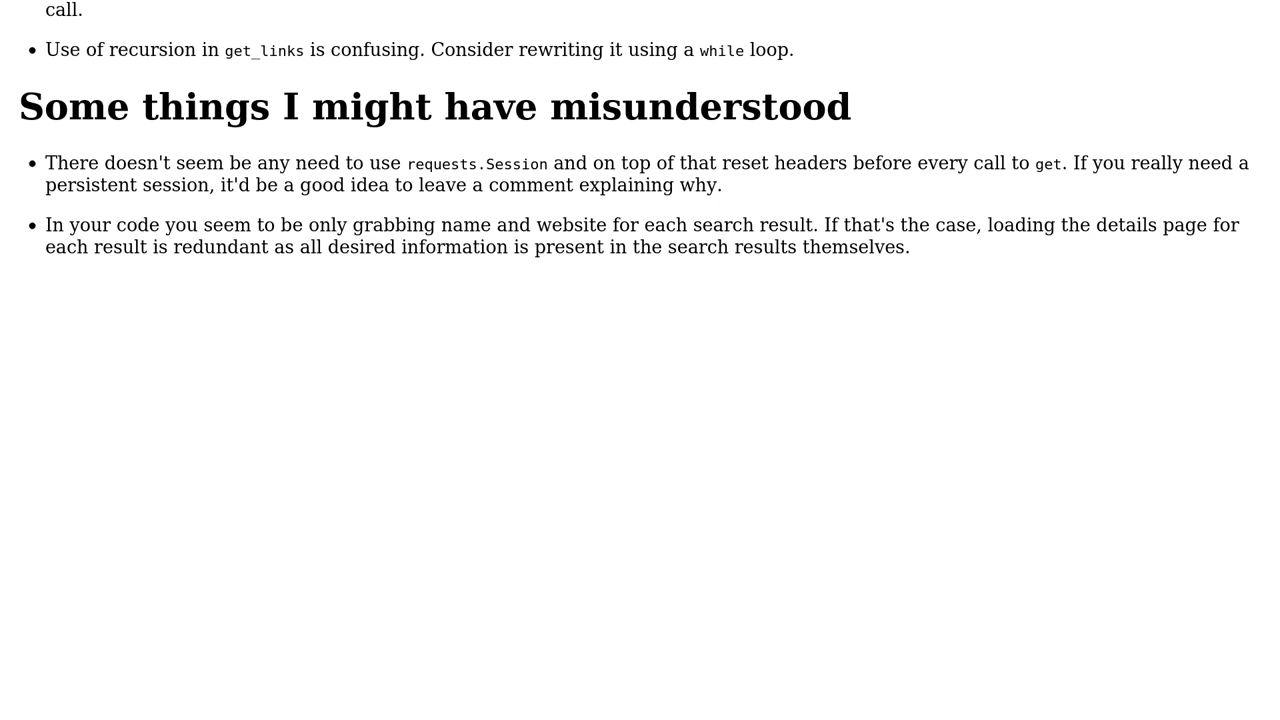 call.
• Use of recursion in get_links is confusing. Consider rewriting it using a while loop.
Some things I might have misunderstood
• There doesn't seem be any need to use requests.Session and on top of that reset headers before every call to get. If you really need a
persistent session, it'd be a good idea to leave a comment explaining why.
• In your code you seem to be only grabbing name and website for each search result. If that's the case, loading the details page for
each result is redundant as all desired information is present in the search results themselves.